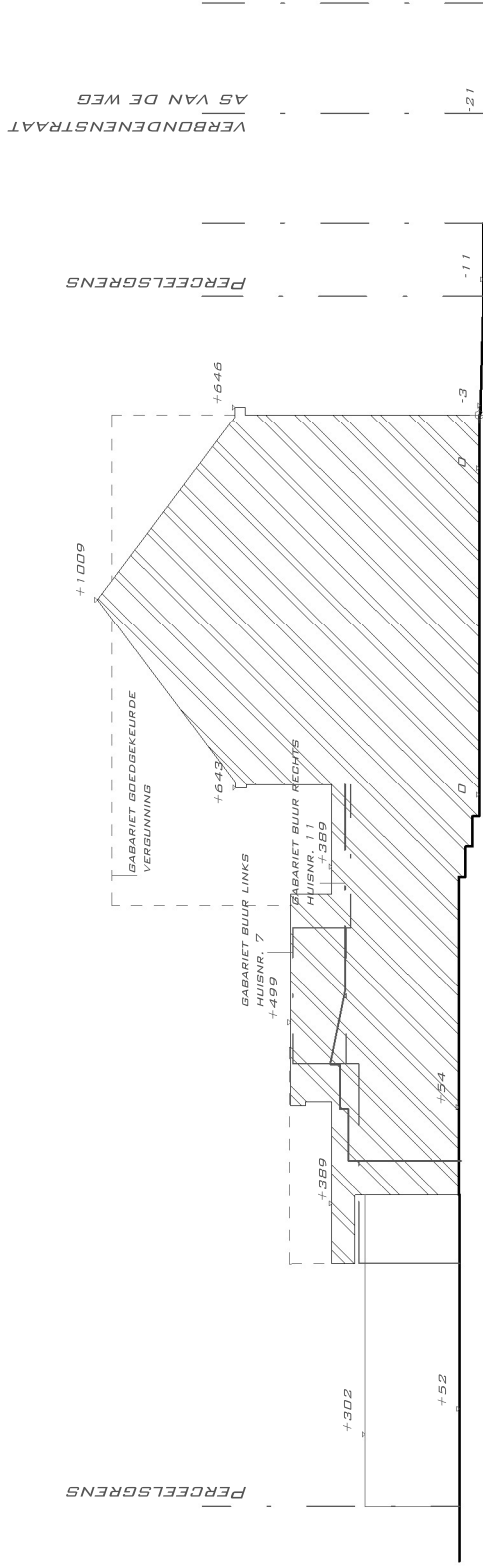 VERBONDENENSTRAAT
AS VAN DE WEG
-21
PERCEELSGRENS
-11
+646
-3
0
+1009
GABARIET GOEDGEKEURDE
VERGUNNING
+643
0
GABARIET BUUR RECHTS
HUISNR. 11
+389
GABARIET BUUR LINKS
HUISNR. 7
+499
+54
+389
+302
+52
PERCEELSGRENS